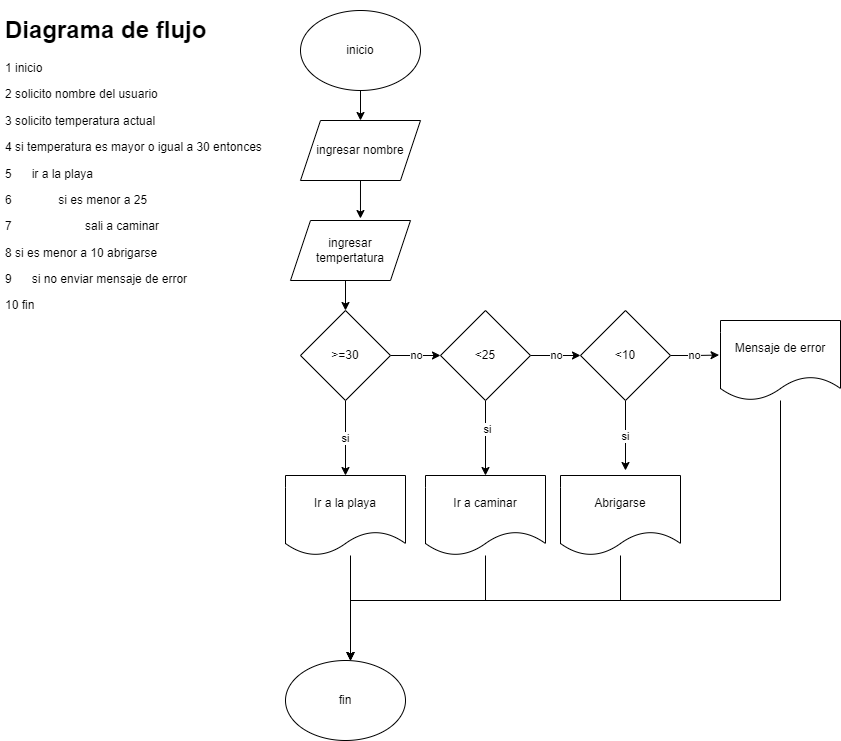 Diagrama de flujo
1 inicio
2 solicito nombre del usuario
3 solicito temperatura actual
4 si temperatura es mayor o igual a 30 entonces
5 ir a la playa
6 si es menor a 25
7 sali a caminar
8 si es menor a 10 abrigarse
9 si no enviar mensaje de error
10 fin
inicio
ingresar nombre
ingresar
tempertatura
>=30
no
<25
no
<10
no
Mensaje de error
si
si
si
Ir a la playa
Ir a caminar
Abrigarse
fin